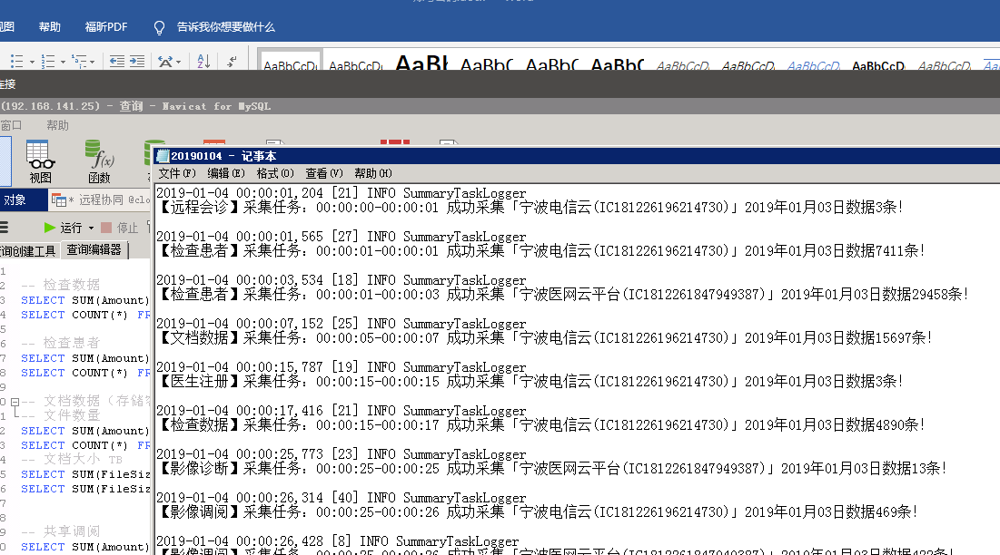 视图 帮助 福昕PDF 告诉我你想要做什么
AaBbCcDc AaBbCcDc AaBb AaBbC AaBbC AaBbC AaBbCcD AaBbCcD AaBbCcD AaBbCcD AaBbCcD
连接
(192.168.141.25) - 查询 - Navicat for MySQL
窗口 帮助
视图 函数
对象 * 远程协同 @clo
运行 停止
查询创建工具 查询编辑器
-- 检查数据
SELECT SUM(Amount)
SELECT COUNT(*) FR
-- 检查患者
SELECT SUM(Amount)
SELECT COUNT(*) FR
-- 文档数据（存储
-- 文件数量
SELECT SUM(Amount)
SELECT COUNT(*) FR
-- 文档大小 TB
SELECT SUM(FileSiz
SELECT SUM(FileSiz
-- 共享调阅
SELECT SUM(Amount)
20190104 - 记事本
文件(F) 编辑(E) 格式(O) 查看(V) 帮助(H)
2019-01-04 00:00:01,204 [21] INFO SummaryTaskLogger
【远程会诊】采集任务：00:00:00-00:00:01 成功采集「宁波电信云(IC181226196214730)」2019年01月03日数据3条！
2019-01-04 00:00:01,565 [27] INFO SummaryTaskLogger
【检查患者】采集任务：00:00:01-00:00:01 成功采集「宁波电信云(IC181226196214730)」2019年01月03日数据7411条！
2019-01-04 00:00:03,534 [18] INFO SummaryTaskLogger
【检查患者】采集任务：00:00:01-00:00:03 成功采集「宁波医网云平台(IC1812261847949387)」2019年01月03日数据29458条！
2019-01-04 00:00:07,152 [25] INFO SummaryTaskLogger
【文档数据】采集任务：00:00:05-00:00:07 成功采集「宁波电信云(IC181226196214730)」2019年01月03日数据15697条！
2019-01-04 00:00:15,787 [19] INFO SummaryTaskLogger
【医生注册】采集任务：00:00:15-00:00:15 成功采集「宁波电信云(IC181226196214730)」2019年01月03日数据3条！
2019-01-04 00:00:17,416 [21] INFO SummaryTaskLogger
【检查数据】采集任务：00:00:15-00:00:17 成功采集「宁波电信云(IC181226196214730)」2019年01月03日数据4890条！
2019-01-04 00:00:25,773 [23] INFO SummaryTaskLogger
【影像诊断】采集任务：00:00:25-00:00:25 成功采集「宁波医网云平台(IC1812261847949387)」2019年01月03日数据13条！
2019-01-04 00:00:26,314 [40] INFO SummaryTaskLogger
【影像调阅】采集任务：00:00:25-00:00:26 成功采集「宁波电信云(IC181226196214730)」2019年01月03日数据469条！
2019-01-04 00:00:26,428 [8] INFO SummaryTaskLogger